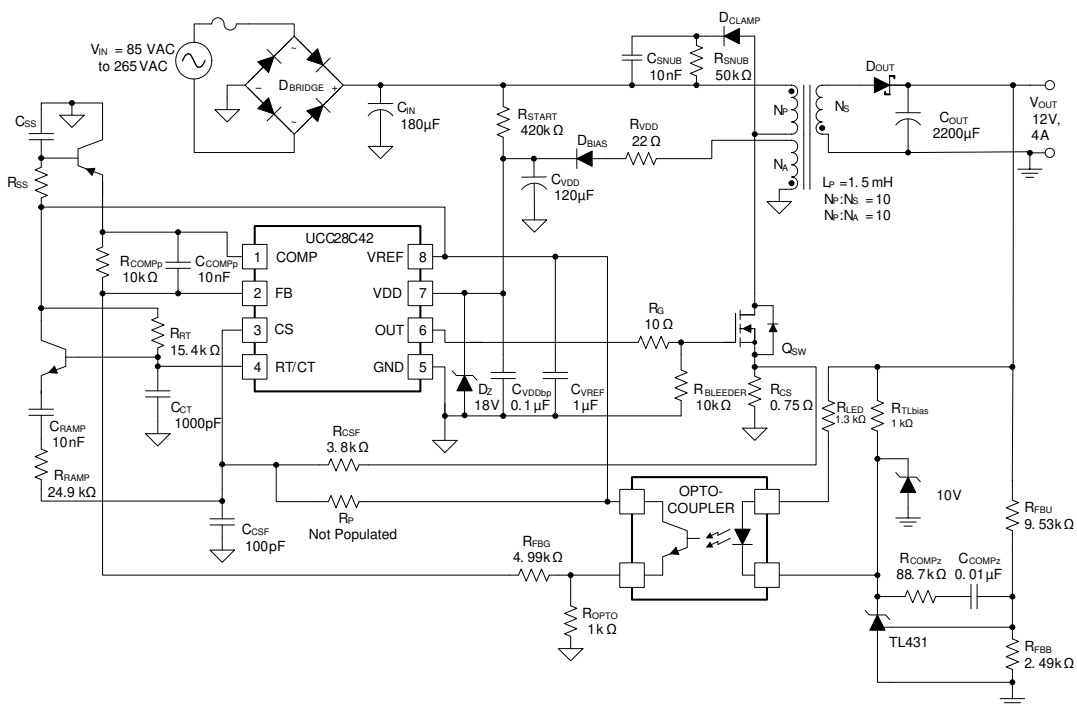 DCLAMP
VIN = 85 VAC
to 265 VAC
CSNUB
10nF
RSNUB
50kΩ
DOUT
~
DBRIDGE
−
+
~
CIN
180µF
NP
NS
COUT
2200µF
VOUT
12V,
4A
CSS
RSTART
420kΩ
RVDD
22 Ω
DBIAS
RSS
CVDD
120µF
NA
LP =1.5 mH
NP:NS = 10
NP:NA = 10
UCC28C42
1 COMP VREF 8
2 FB VDD 7
3 CS OUT 6
4 RT/CT GND 5
RCOMPp
10kΩ
CCOMPp
10nF
RRT
15.4kΩ
CCT
1000pF
RG
10Ω
QSW
DZ
18V
CVDDbp
0.1µF
CVREF
1µF
RBLEEDER
10kΩ
RCS
0.75 Ω
RLED
1.3 kΩ
RTLbias
1 kΩ
CRAMP
10nF
RRAMP
24.9 kΩ
RCSF
3.8kΩ
RP
Not Populated
CCSF
100pF
OPTO-
COUPLER
10V
RFBU
9.53kΩ
RFBG
4.99kΩ
RCOMPz
88.7kΩ
CCOMPz
0.01µF
ROPTO
1kΩ
TL431
RFBB
2.49kΩ